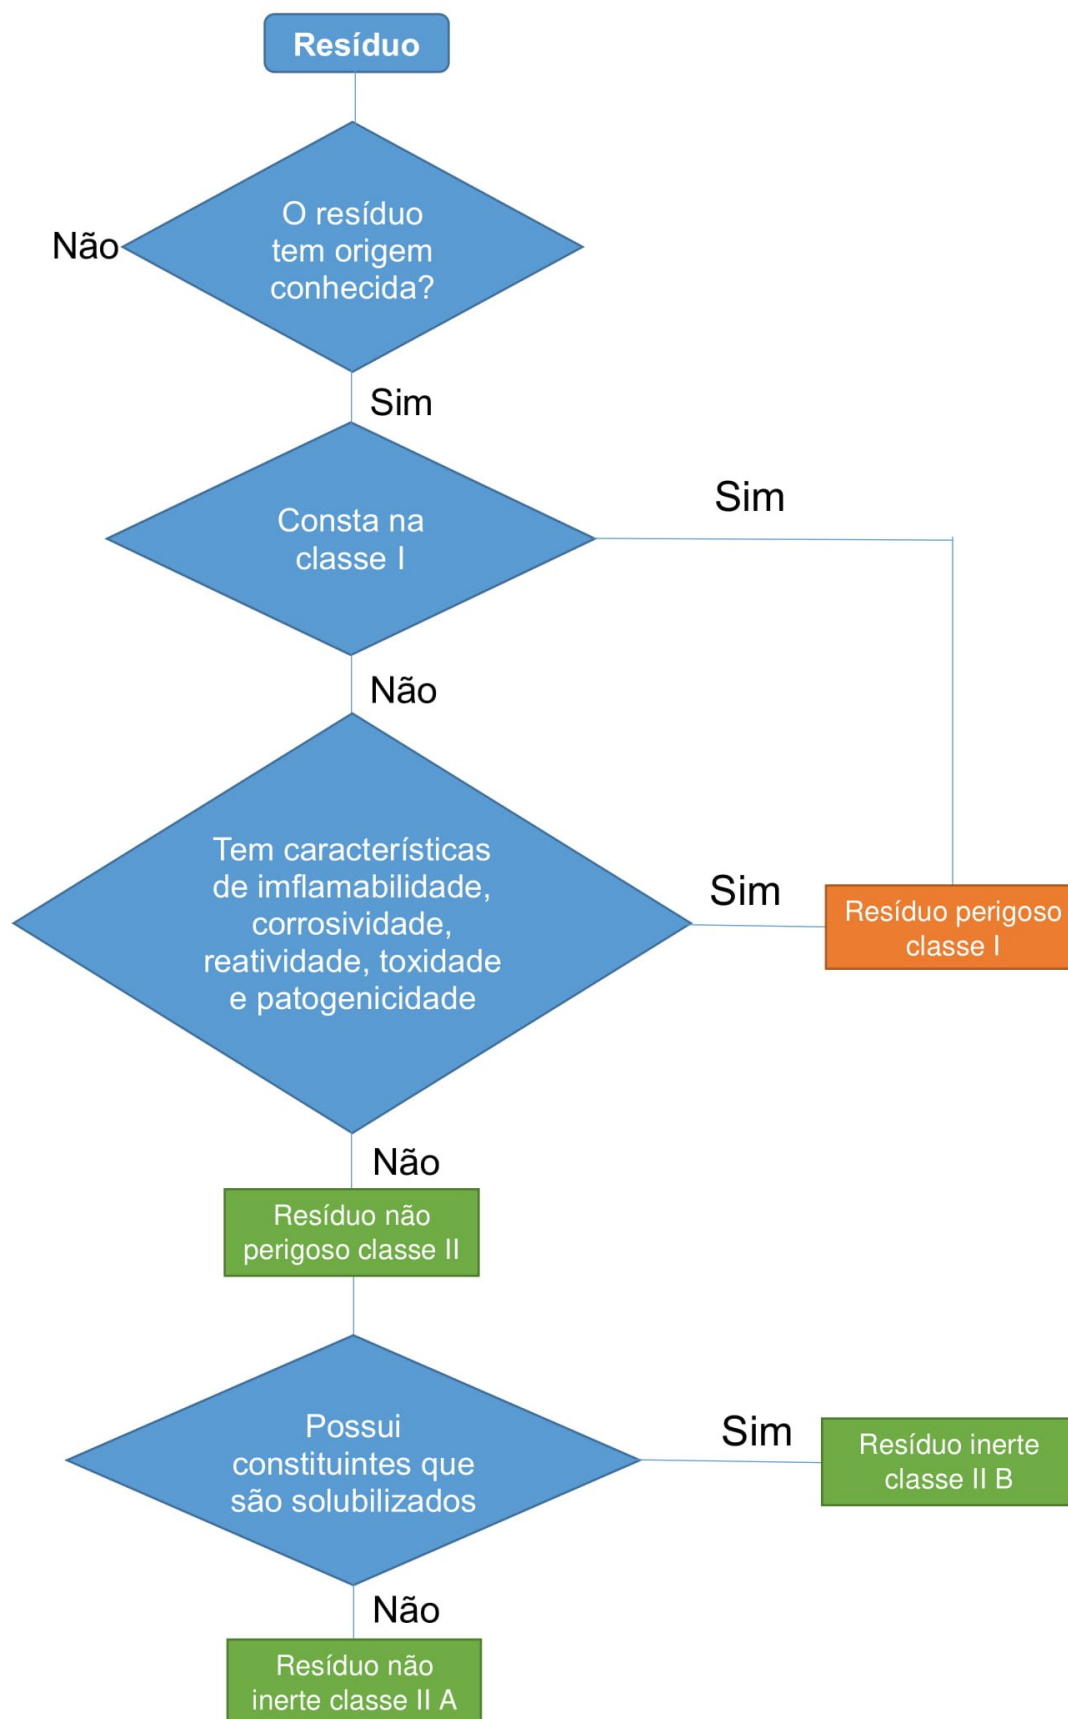 Resíduo
O resíduo
tem origem
conhecida?
Não
Sim
Consta na
classe I
Sim
Não
Tem características
de imflamabilidade,
corrosividade,
reatividade, toxidade
e patogenicidade
Sim
Resíduo perigoso
classe I
Não
Resíduo não
perigoso classe II
Possui
constituintes que
são solubilizados
Sim
Resíduo inerte
classe II B
Não
Resíduo não
inerte classe II A